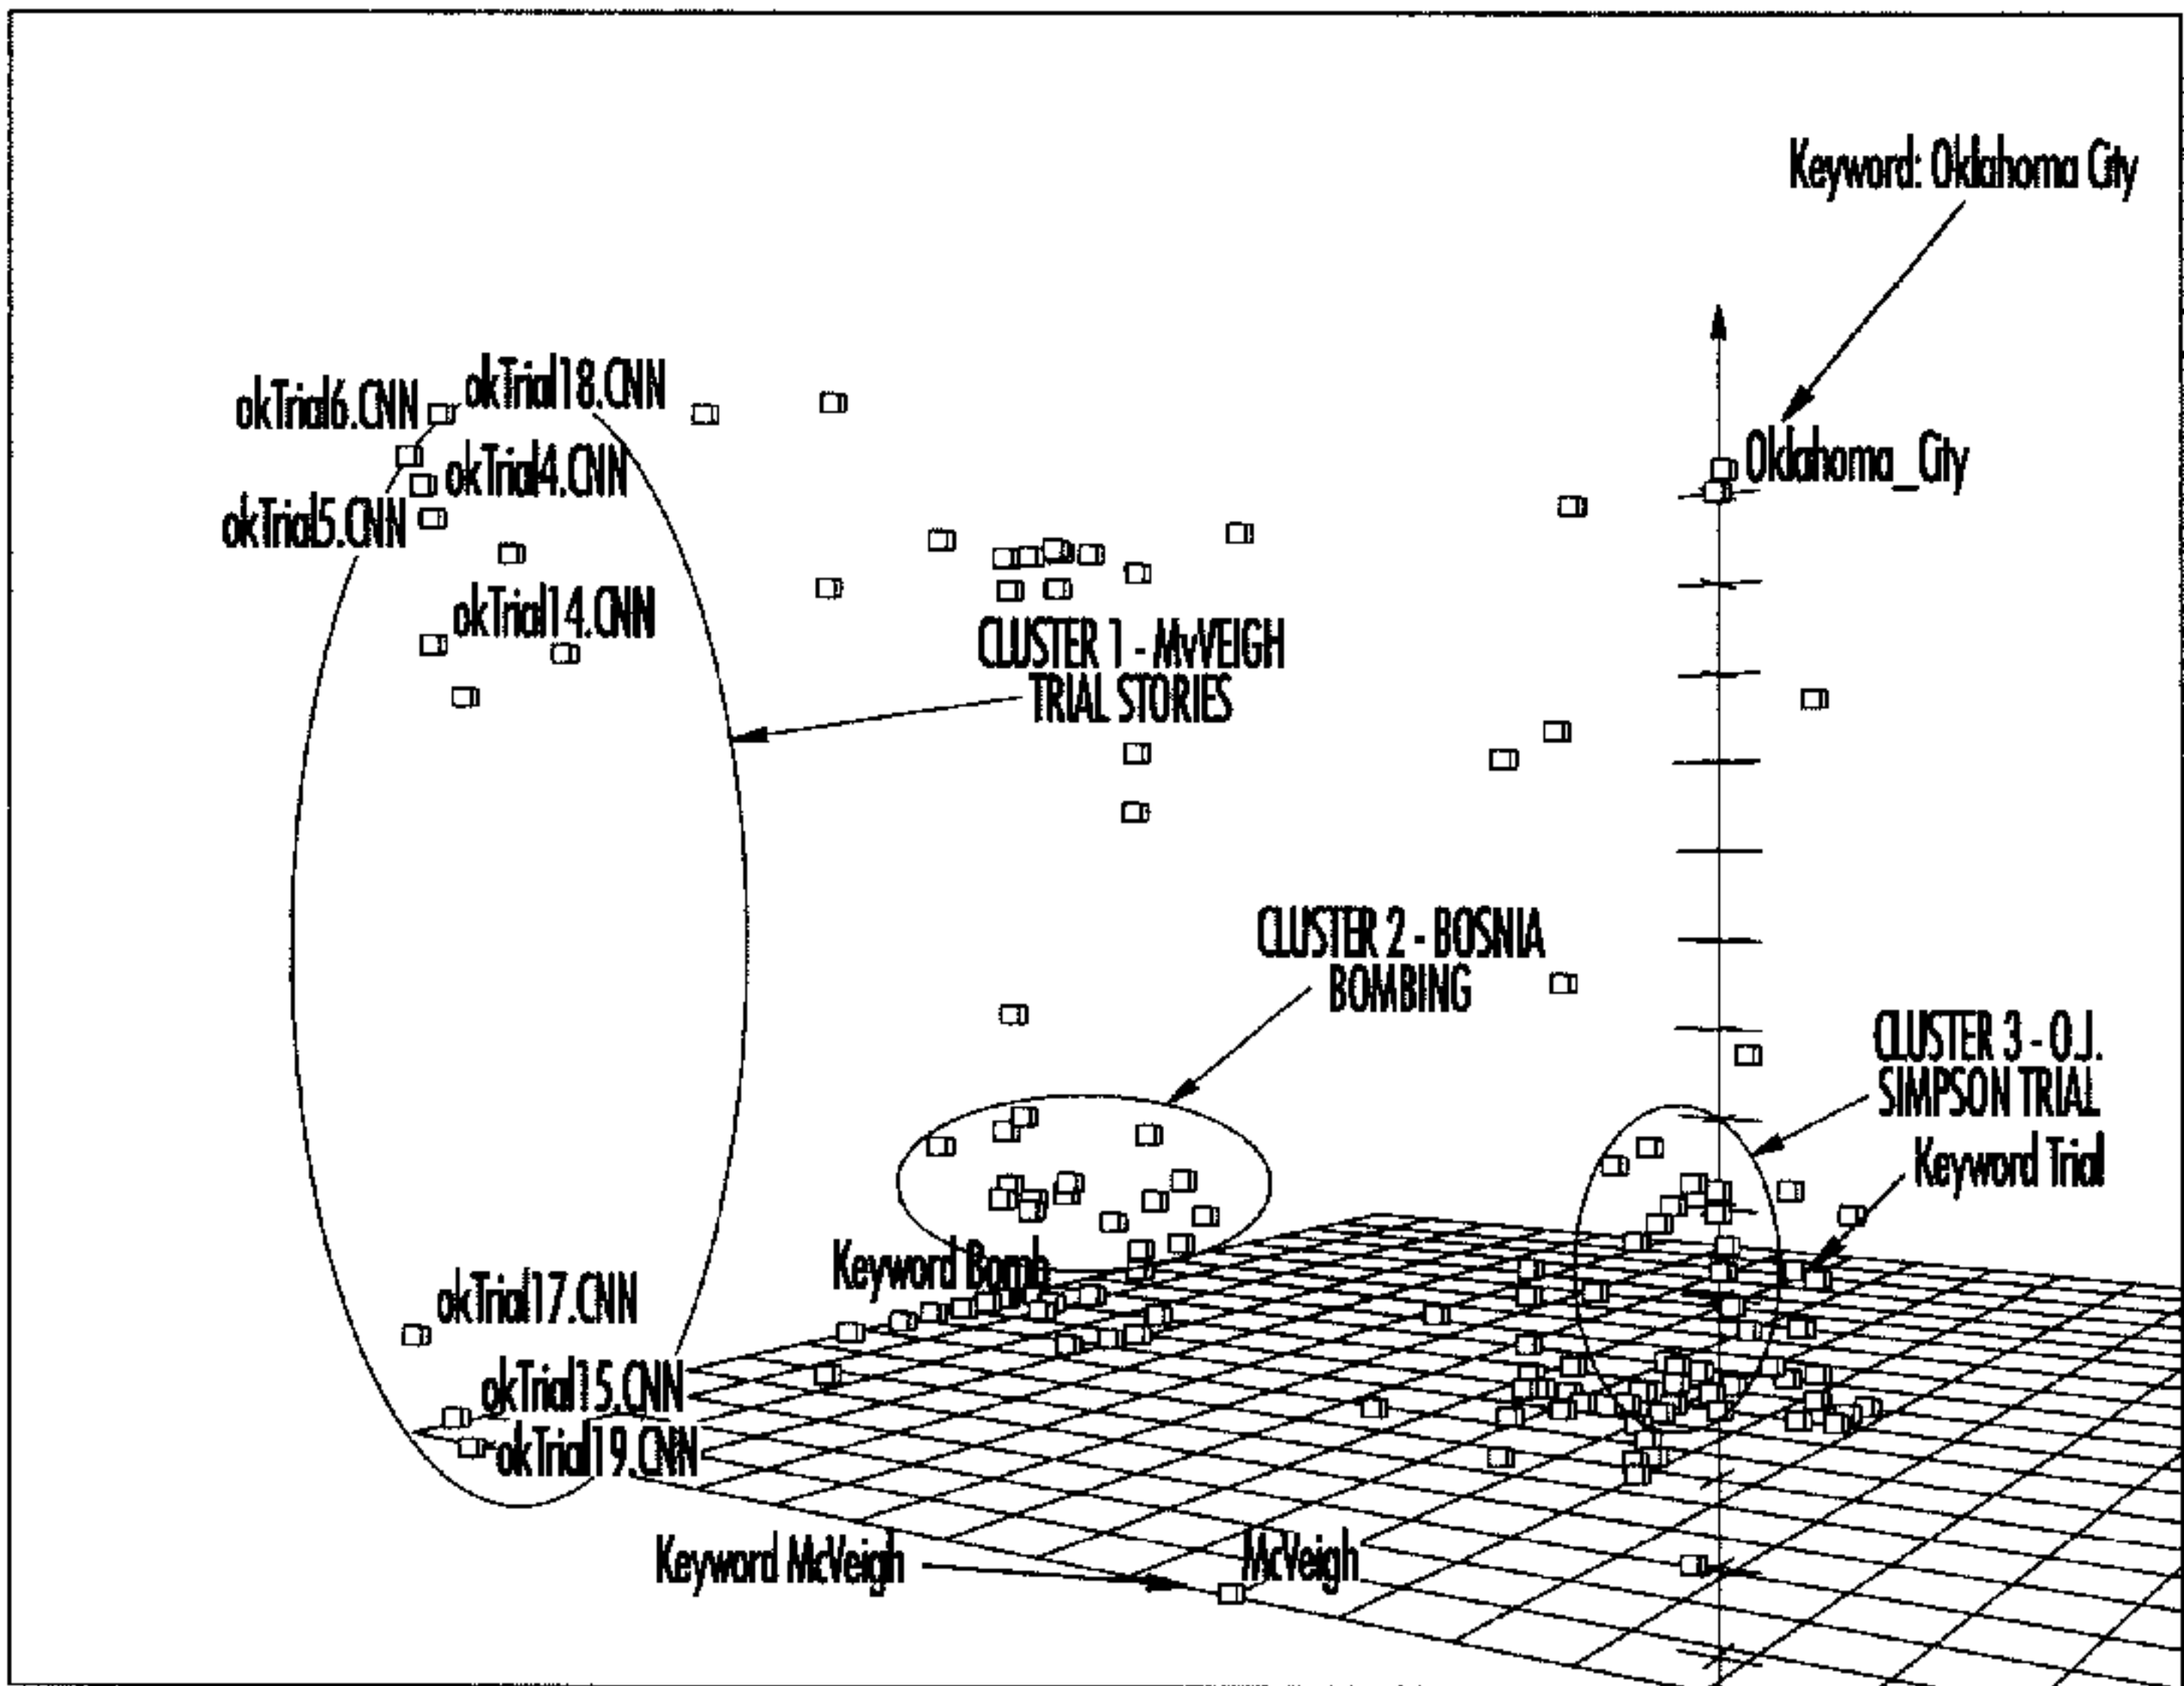 Keyword: Oklahoma City
okTrial6.CNN
okTrial18.CNN
okTrial4.CNN
Oklahoma_City
okTrial5.CNN
okTrial14.CNN
CLUSTER 1 - MvVEIGH
TRIAL STORIES
CLUSTER 2 - BOSNIA
BOMBING
CLUSTER 3 - O.J.
SIMPSON TRIAL
Keyword Trial
Keyword Bomb
okTrial17.CNN
okTrial15.CNN
okTrial19.CNN
Keyword McVeigh
McVeigh